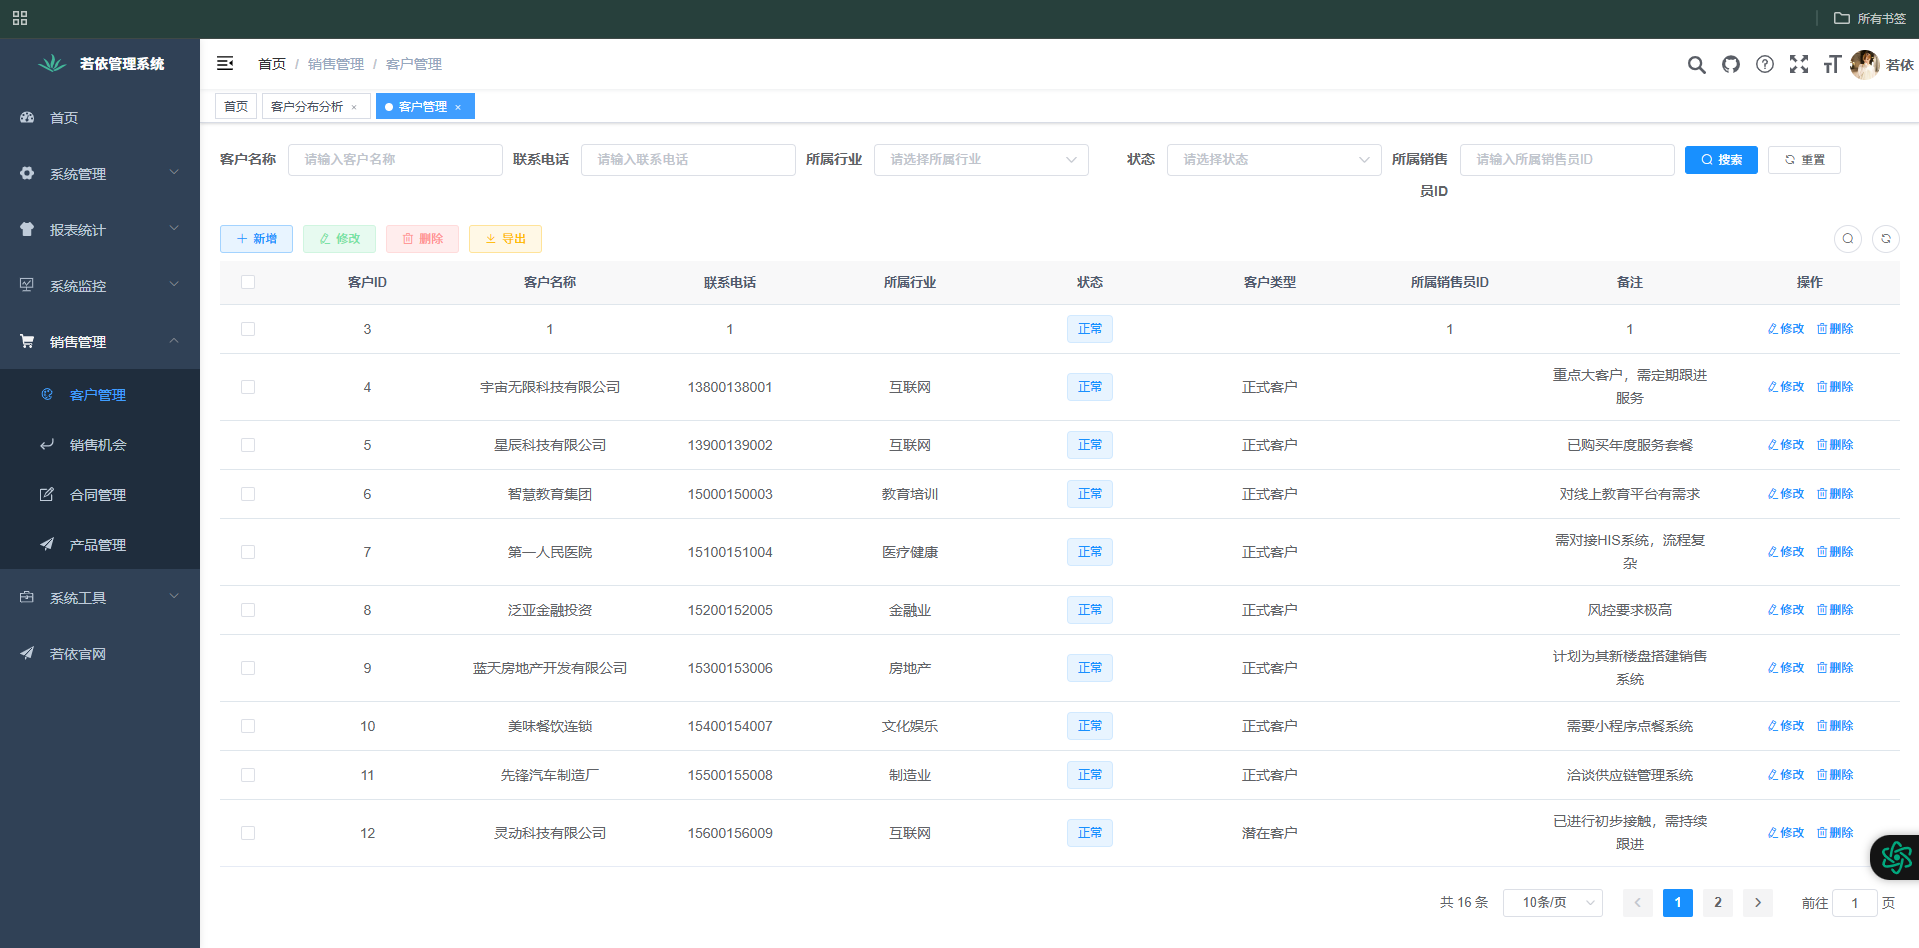 所有书签
若依管理系统
首页 / 销售管理 / 客户管理
若依
首页
客户分布分析 ×
客户管理 ×
首页
系统管理
报表统计
系统监控
销售管理
客户管理
销售机会
合同管理
产品管理
系统工具
若依官网
客户名称 请输入客户名称 联系电话 请输入联系电话 所属行业 请选择所属行业 状态 请选择状态 所属销售 请输入所属销售员ID 搜索 重置
员ID
新增 修改 删除 导出
客户ID 客户名称 联系电话 所属行业 状态 客户类型 所属销售员ID 备注 操作
3 1 1 正常 1 1 修改 删除
4 宇宙无限科技有限公司 13800138001 互联网 正常 正式客户 重点大客户，需定期跟进 修改 删除
服务
5 星辰科技有限公司 13900139002 互联网 正常 正式客户 已购买年度服务套餐 修改 删除
6 智慧教育集团 15000150003 教育培训 正常 正式客户 对线上教育平台有需求 修改 删除
7 第一人民医院 15100151004 医疗健康 正常 正式客户 需对接HIS系统，流程复 修改 删除
杂
8 泛亚金融投资 15200152005 金融业 正常 正式客户 风控要求极高 修改 删除
9 蓝天房地产开发有限公司 15300153006 房地产 正常 正式客户 计划为其新楼盘搭建销售 修改 删除
系统
10 美味餐饮连锁 15400154007 文化娱乐 正常 正式客户 需要小程序点餐系统 修改 删除
11 先锋汽车制造厂 15500155008 制造业 正常 正式客户 洽谈供应链管理系统 修改 删除
12 灵动科技有限公司 15600156009 互联网 正常 潜在客户 已进行初步接触，需持续 修改 删除
跟进
共 16 条 10条/页 1 2 前往 1 页